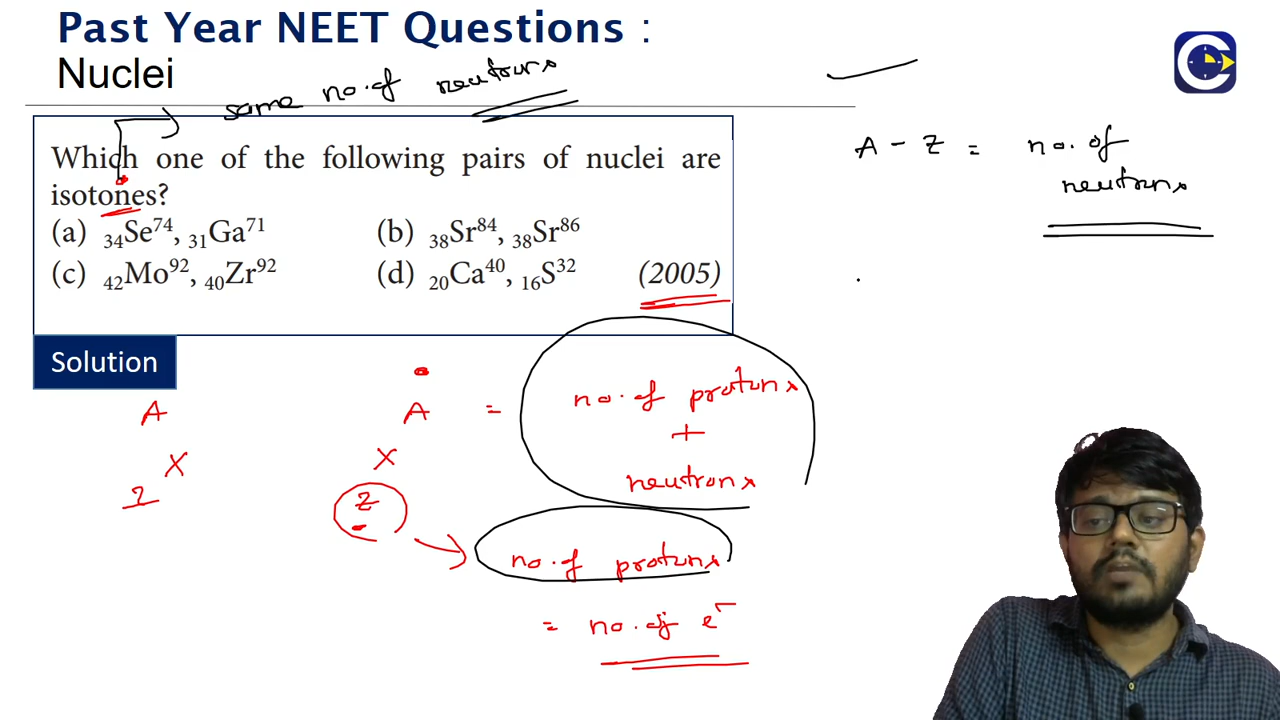 Past Year NEET Questions :
Nuclei
same no.of neutrons
Which one of the following pairs of nuclei are
isotones?
(a) ₃₄Se⁷⁴, ₃₁Ga⁷¹ (b) ₃₈Sr⁸⁴, ₃₈Sr⁸⁶
(c) ₄₂Mo⁹², ₄₀Zr⁹² (d) ₂₀Ca⁴⁰, ₁₆S³² (2005)
A - Z = no. of
neutrons
Solution
A
X
Z
A = no.of protons
+
X neutrons
Z
no.of protons
= no.of e⁻